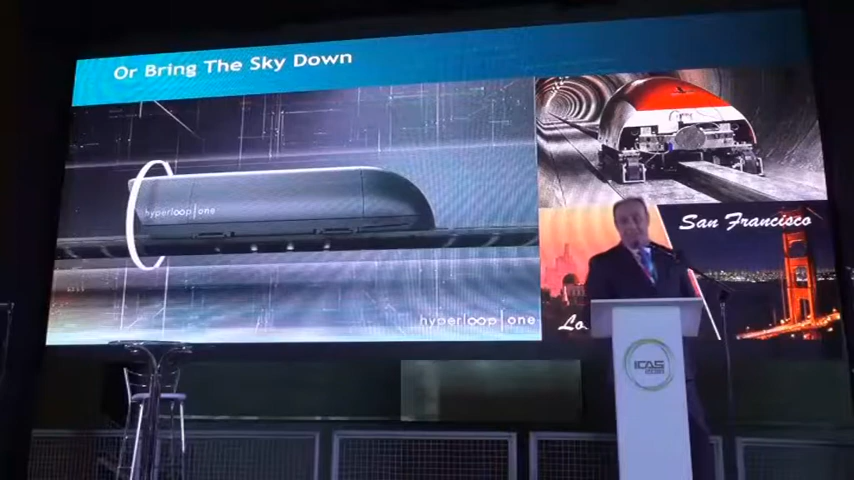 Or Bring The Sky Down
hyperloop|one
hyperloop|one
San Francisco
Lo
ICAS